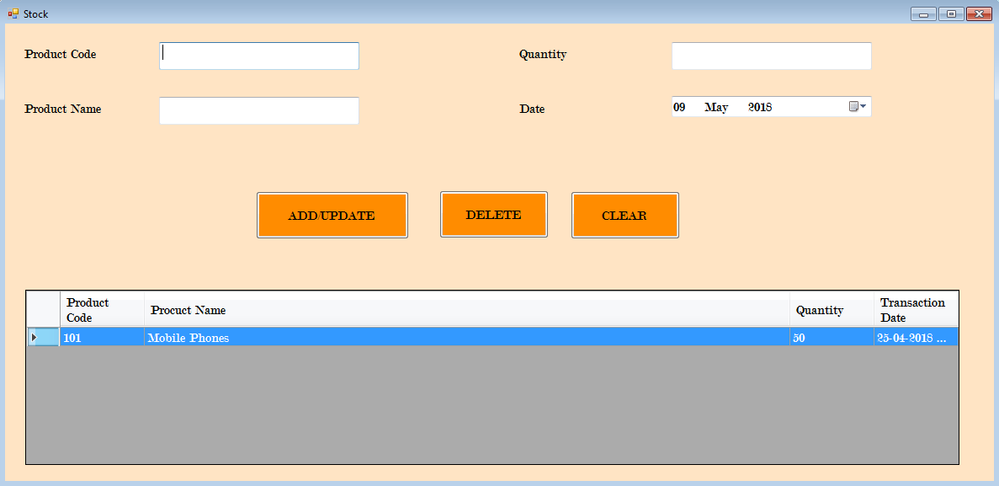 Stock
Product Code
Quantity
Product Name
Date
09 May 2018
ADD/UPDATE
DELETE
CLEAR
Product
Code
Procuct Name
Quantity
Transaction
Date
101
Mobile Phones
50
25-04-2018 ...